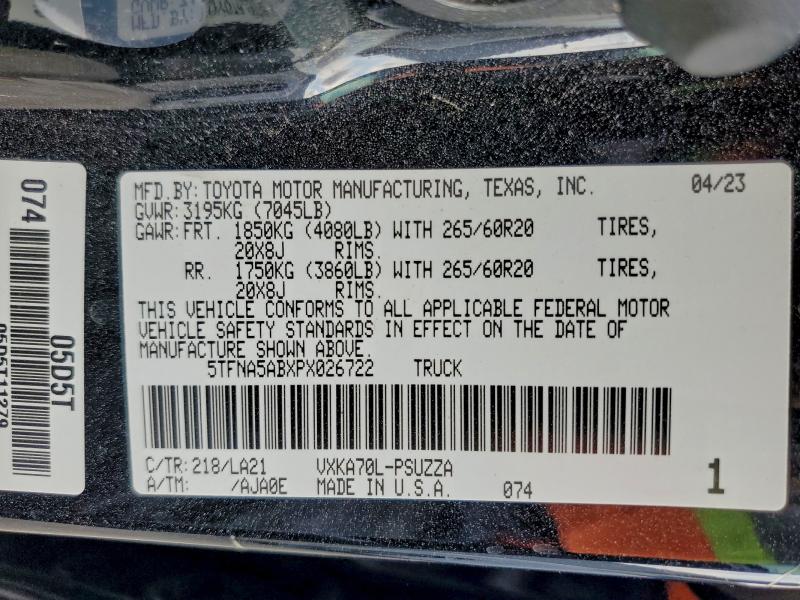 MFD.BY: TOYOTA MOTOR MANUFACTURING, TEXAS, INC. 04/23
GVWR: 3195KG (7045LB)
GAWR: FRT. 1850KG (4080LB) WITH 265/60R20 TIRES,
20X8J RIMS.
RR. 1750KG (3860LB) WITH 265/60R20 TIRES,
20X8J RIMS.
THIS VEHICLE CONFORMS TO ALL APPLICABLE FEDERAL MOTOR
VEHICLE SAFETY STANDARDS IN EFFECT ON THE DATE OF
MANUFACTURE SHOWN ABOVE.
5TFNA5ABXPX026722 TRUCK
C/TR: 218/LA21 VXKA70L-PSUZZA
A/TM: /AJA0E MADE IN U.S.A. 074 1
074
05D5T
05D5T11279